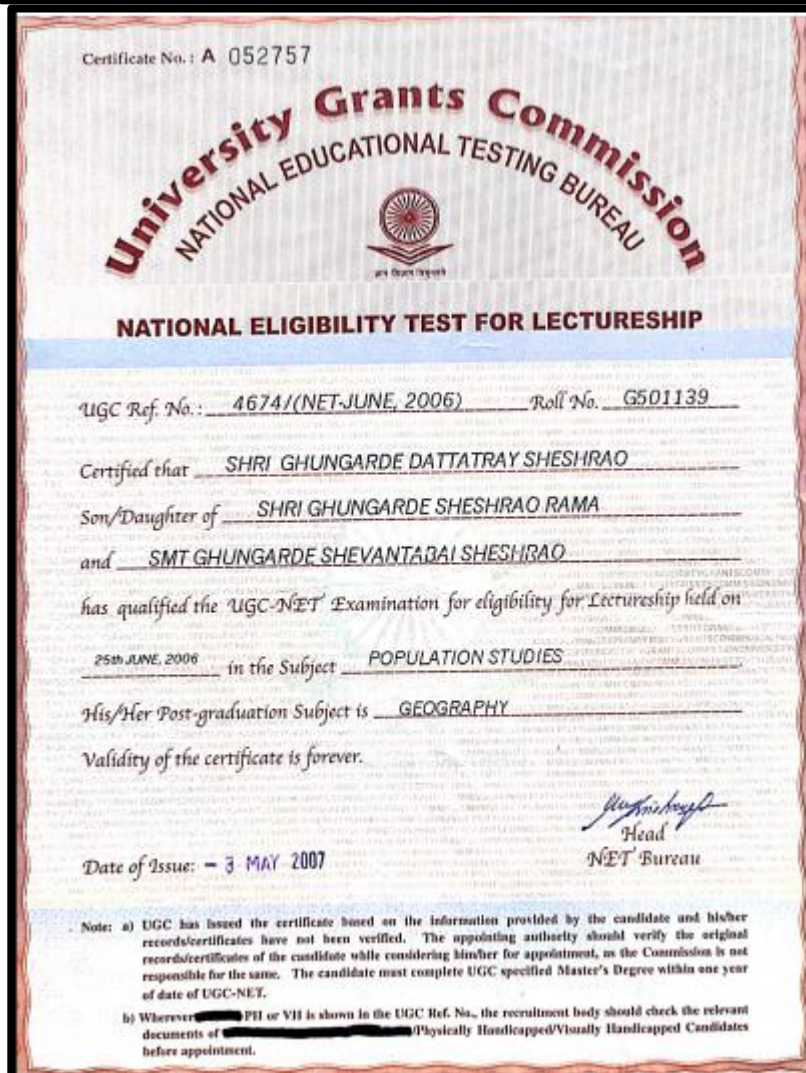 Certificate No. : A 052757
University Grants Commission
NATIONAL EDUCATIONAL TESTING BUREAU
ज्ञान विज्ञान विमुक्तये
NATIONAL ELIGIBILITY TEST FOR LECTURESHIP
UGC Ref. No.: 4674/(NET-JUNE, 2006) Roll No. G501139
Certified that SHRI GHUNGARDE DATTATRAY SHESHRAO
Son/Daughter of SHRI GHUNGARDE SHESHRAO RAMA
and SMT GHUNGARDE SHEVANTABAI SHESHRAO
has qualified the UGC-NET Examination for eligibility for Lectureship held on
25th JUNE, 2006 in the Subject POPULATION STUDIES
His/Her Post-graduation Subject is GEOGRAPHY
Validity of the certificate is forever.
Head
NET Bureau
Date of Issue: - 3 MAY 2007
Note: a) UGC has issued the certificate based on the information provided by the candidate and his/her
records/certificates have not been verified. The appointing authority should verify the original
records/certificates of the candidate while considering him/her for appointment, as the Commission is not
responsible for the same. The candidate must complete UGC specified Master's Degree within one year
of date of UGC-NET.
b) Wherever PH or VH is shown in the UGC Ref. No., the recruitment body should check the relevant
documents of /Physically Handicapped/Visually Handicapped Candidates
before appointment.